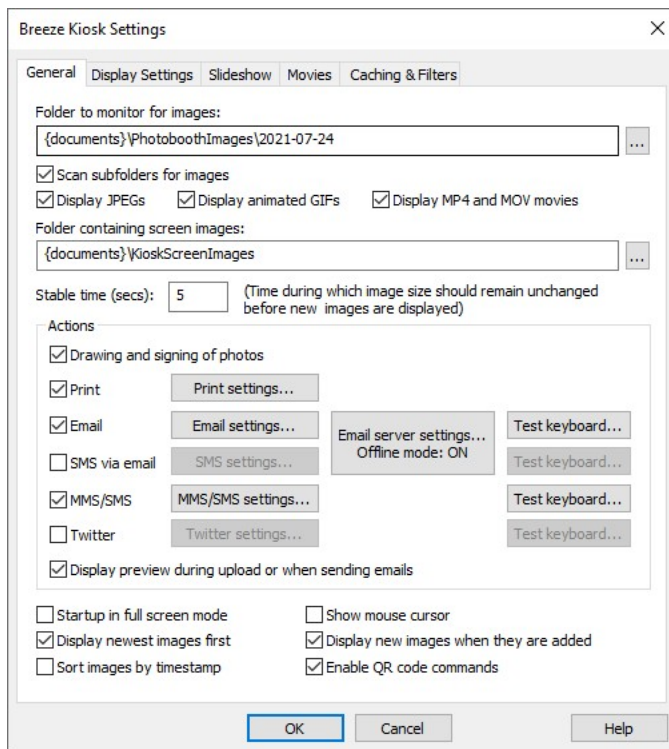 Breeze Kiosk Settings
General Display Settings Slideshow Movies Caching & Filters
Folder to monitor for images:
{documents}\PhotoboothImages\2021-07-24 ...
Scan subfolders for images
Display JPEGs Display animated GIFs Display MP4 and MOV movies
Folder containing screen images:
{documents}\KioskScreenImages ...
Stable time (secs): 5 (Time during which image size should remain unchanged
before new images are displayed)
Actions
Drawing and signing of photos
Print Print settings...
Email Email settings... Email server settings... Test keyboard...
Offline mode: ON
SMS via email SMS settings... Test keyboard...
MMS/SMS MMS/SMS settings... Test keyboard...
Twitter Twitter settings... Test keyboard...
Display preview during upload or when sending emails
Startup in full screen mode Show mouse cursor
Display newest images first Display new images when they are added
Sort images by timestamp Enable QR code commands
OK Cancel Help